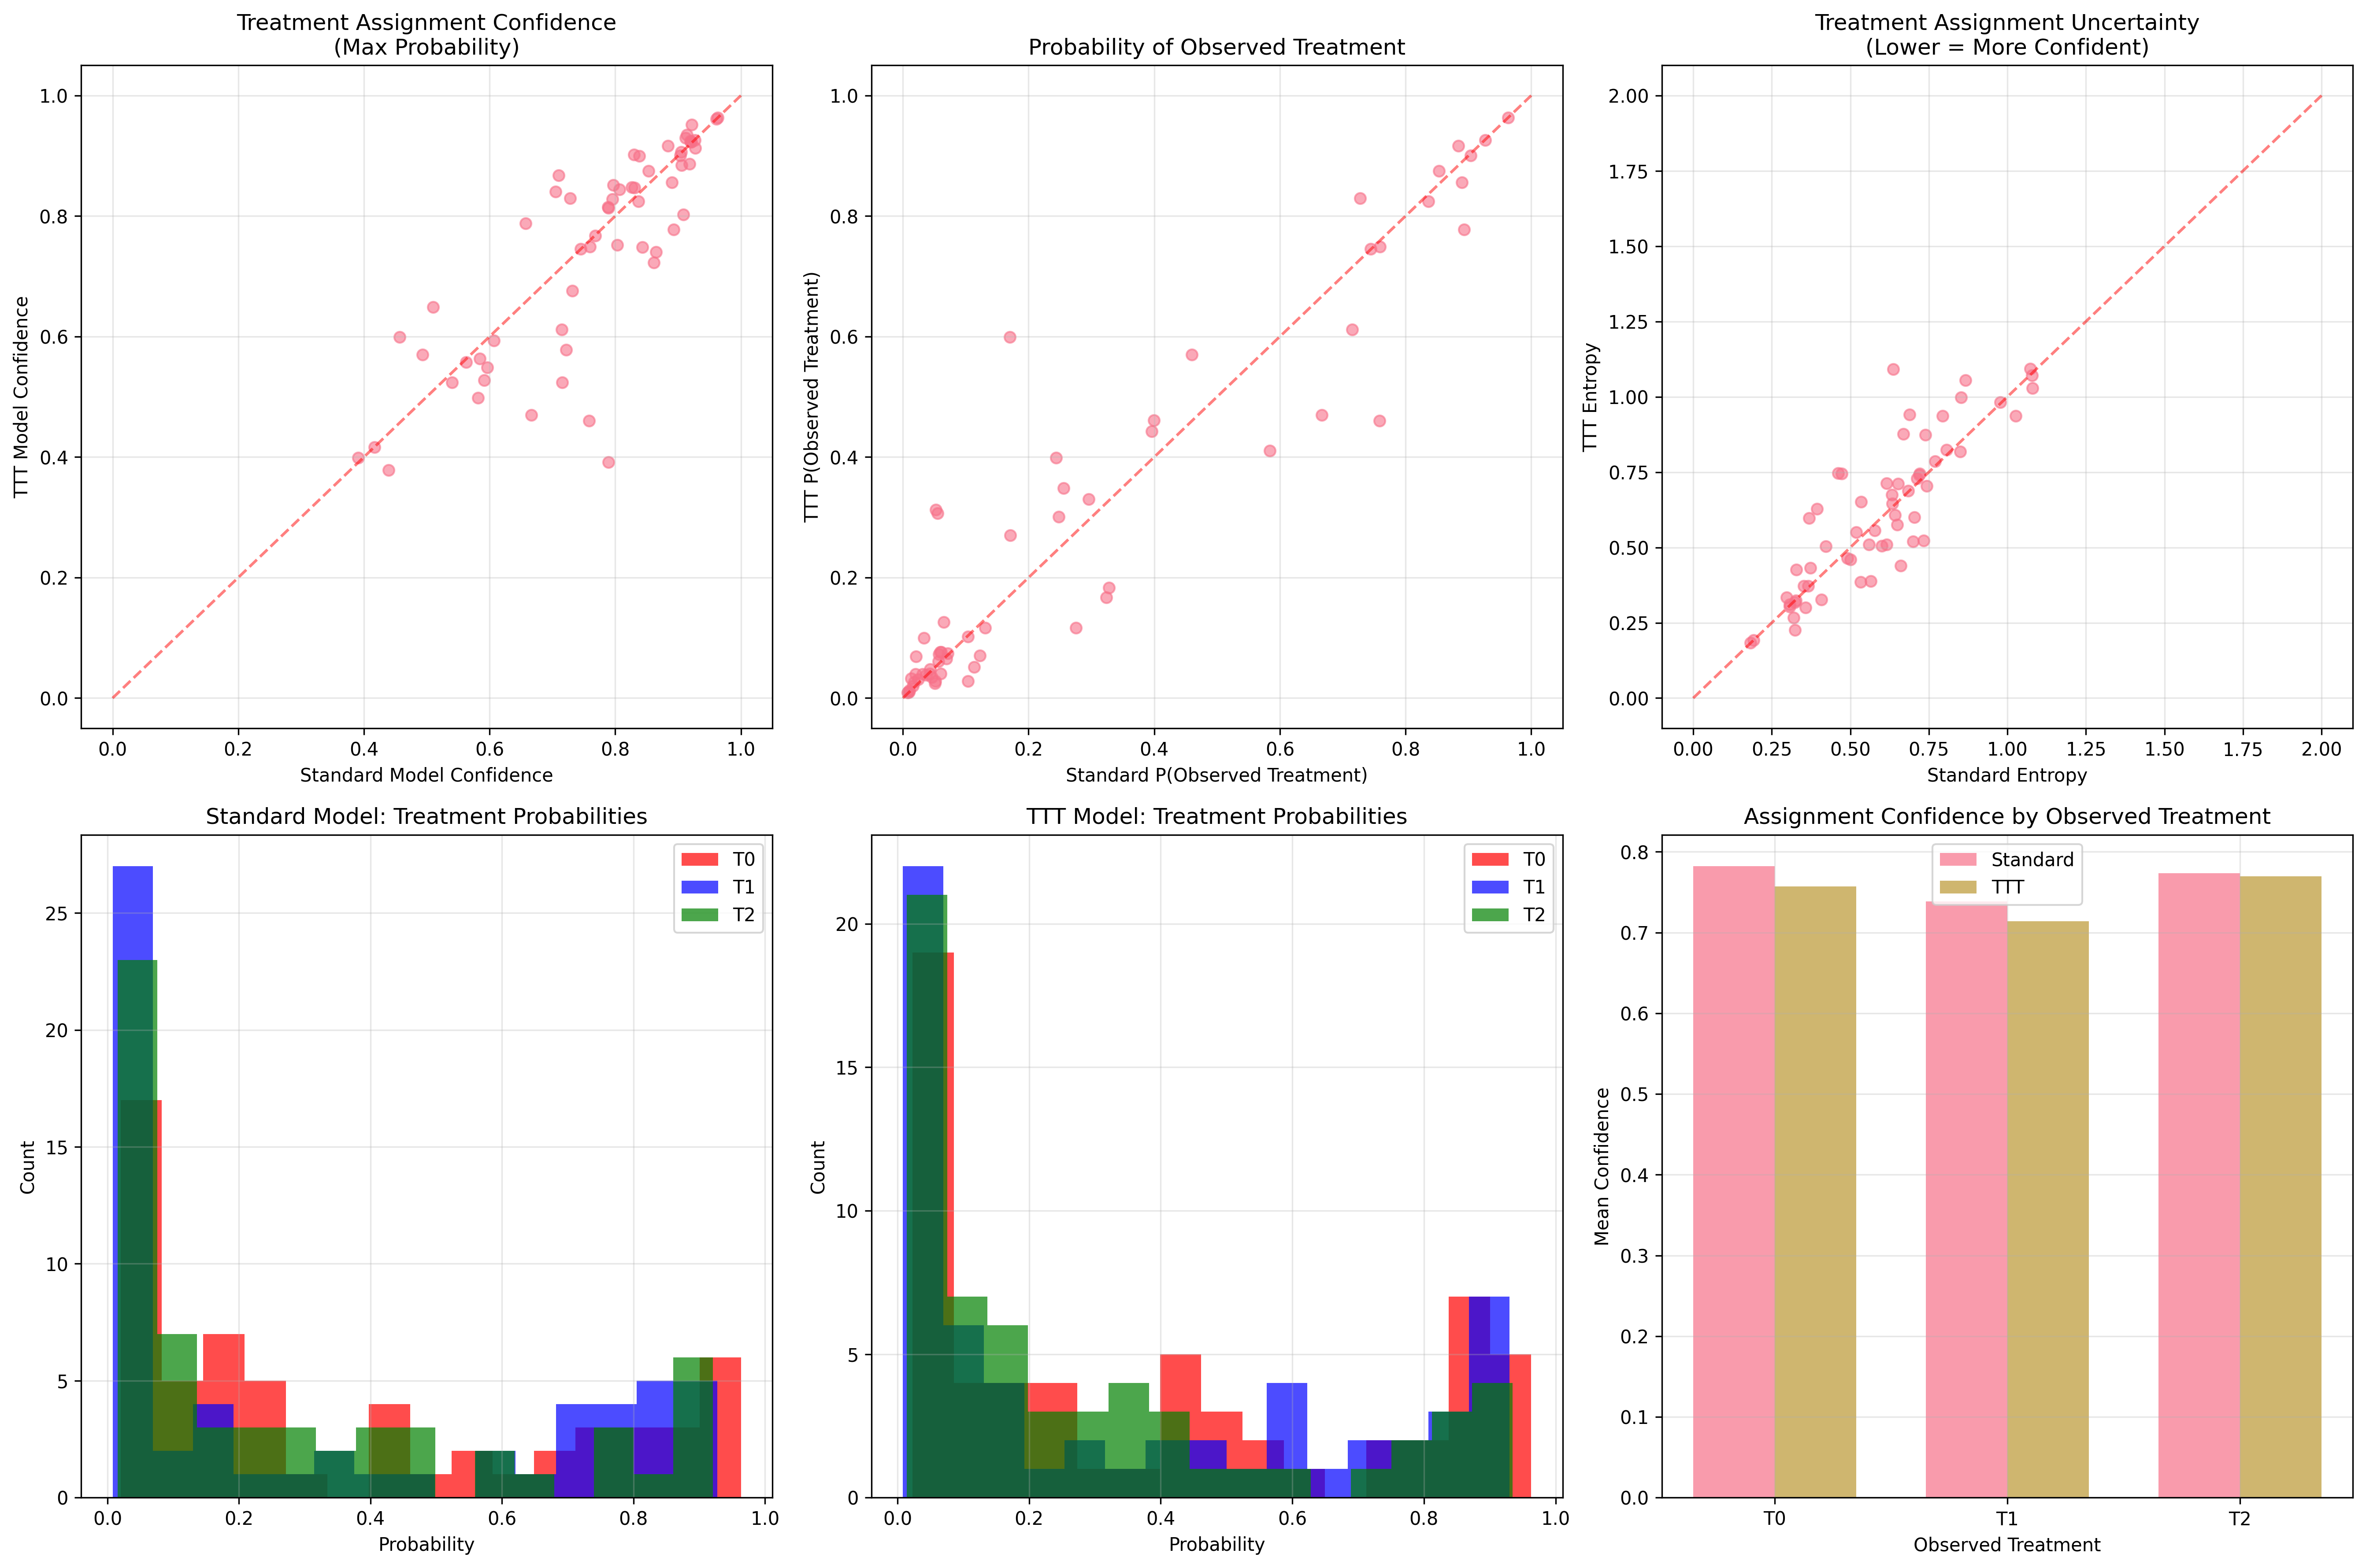 Treatment Assignment Confidence
(Max Probability)
1.0
0.8
0.6
0.4
0.2
0.0
TTT Model Confidence
0.0 0.2 0.4 0.6 0.8 1.0
Standard Model Confidence
Probability of Observed Treatment
1.0
0.8
0.6
0.4
0.2
0.0
TTT P(Observed Treatment)
0.0 0.2 0.4 0.6 0.8 1.0
Standard P(Observed Treatment)
Treatment Assignment Uncertainty
(Lower = More Confident)
2.00
1.75
1.50
1.25
1.00
0.75
0.50
0.25
0.00
TTT Entropy
0.00 0.25 0.50 0.75 1.00 1.25 1.50 1.75 2.00
Standard Entropy
Standard Model: Treatment Probabilities
T0
T1
T2
25
20
15
10
5
0
Count
0.0 0.2 0.4 0.6 0.8 1.0
Probability
TTT Model: Treatment Probabilities
T0
T1
T2
20
15
10
5
0
Count
0.0 0.2 0.4 0.6 0.8 1.0
Probability
Assignment Confidence by Observed Treatment
Standard
TTT
0.8
0.7
0.6
0.5
0.4
0.3
0.2
0.1
0.0
Mean Confidence
T0 T1 T2
Observed Treatment